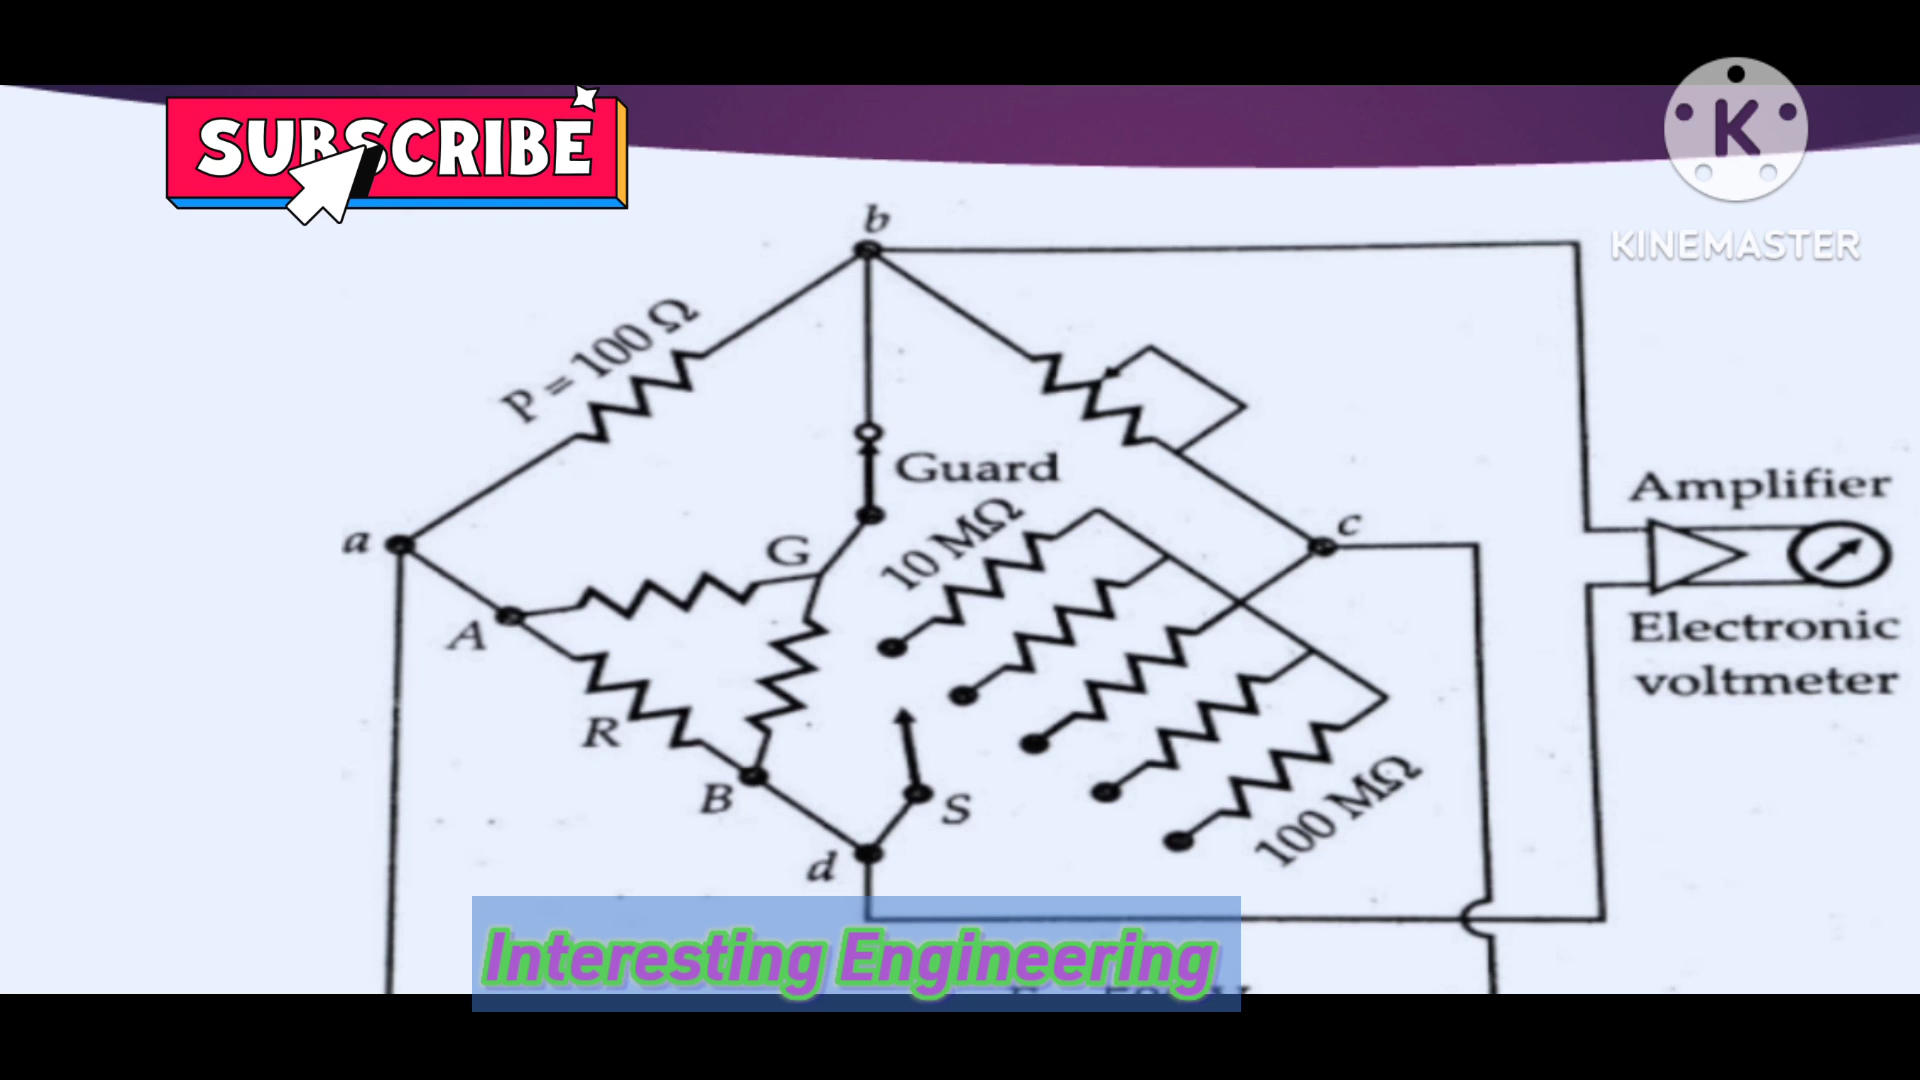 SUBSCRIBE
K
KINEMASTER
b
P = 100 Ω
Guard
a
c
Amplifier
G
10 MΩ
A
Electronic
voltmeter
R
B
S
100 MΩ
d
Interesting Engineering